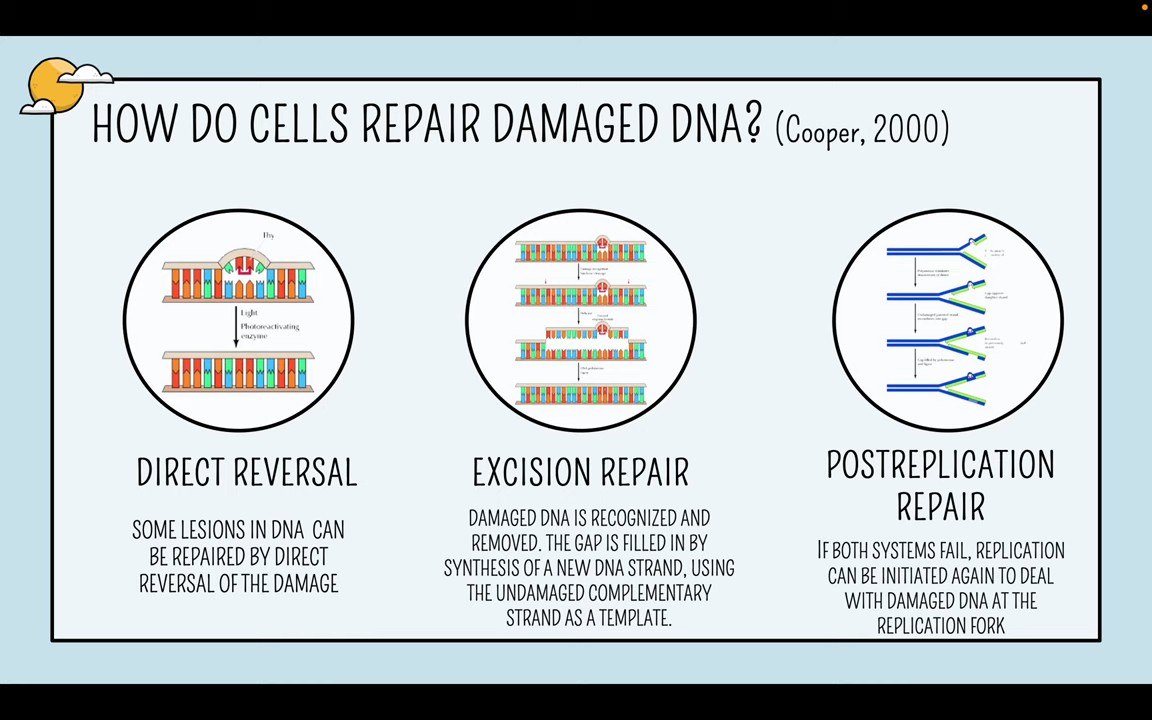 HOW DO CELLS REPAIR DAMAGED DNA? (Cooper, 2000)
Thy
Light
Photoreactivating
enzyme
DIRECT REVERSAL
SOME LESIONS IN DNA CAN
BE REPAIRED BY DIRECT
REVERSAL OF THE DAMAGE
EXCISION REPAIR
DAMAGED DNA IS RECOGNIZED AND
REMOVED. THE GAP IS FILLED IN BY
SYNTHESIS OF A NEW DNA STRAND, USING
THE UNDAMAGED COMPLEMENTARY
STRAND AS A TEMPLATE.
POSTREPLICATION
REPAIR
IF BOTH SYSTEMS FAIL, REPLICATION
CAN BE INITIATED AGAIN TO DEAL
WITH DAMAGED DNA AT THE
REPLICATION FORK